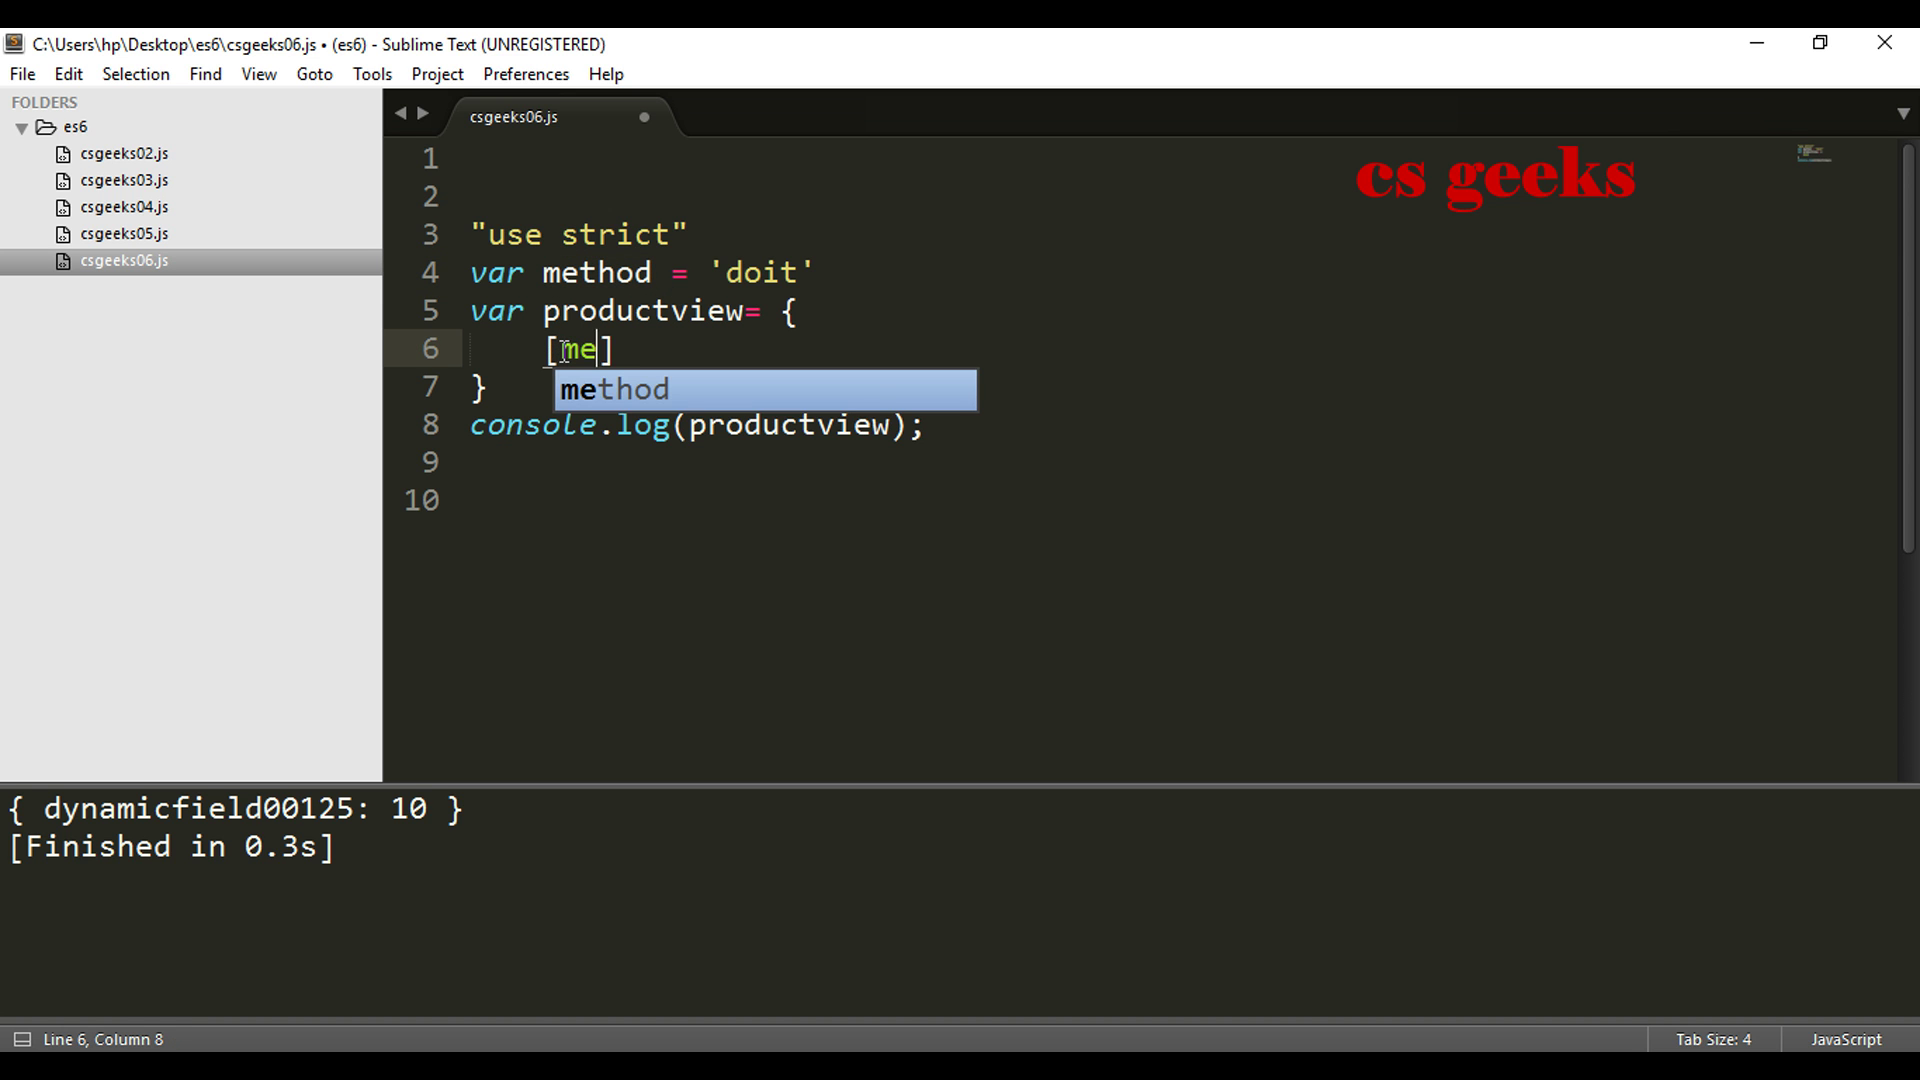 C:\Users\hp\Desktop\es6\csgeeks06.js • (es6) - Sublime Text (UNREGISTERED)
File Edit Selection Find View Goto Tools Project Preferences Help
FOLDERS
es6
csgeeks02.js
csgeeks03.js
csgeeks04.js
csgeeks05.js
csgeeks06.js
csgeeks06.js
cs geeks
1
2
3 "use strict"
4 var method = 'doit'
5 var productview= {
6 [me]
method
7 }
8 console.log(productview);
9
10
{ dynamicfield00125: 10 }
[Finished in 0.3s]
Line 6, Column 8 Tab Size: 4 JavaScript